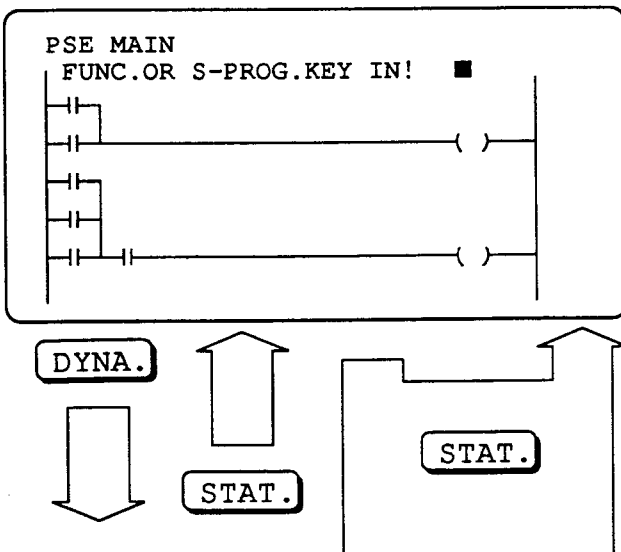 PSE MAIN
FUNC.OR S-PROG.KEY IN!
DYNA.
STAT.
STAT.